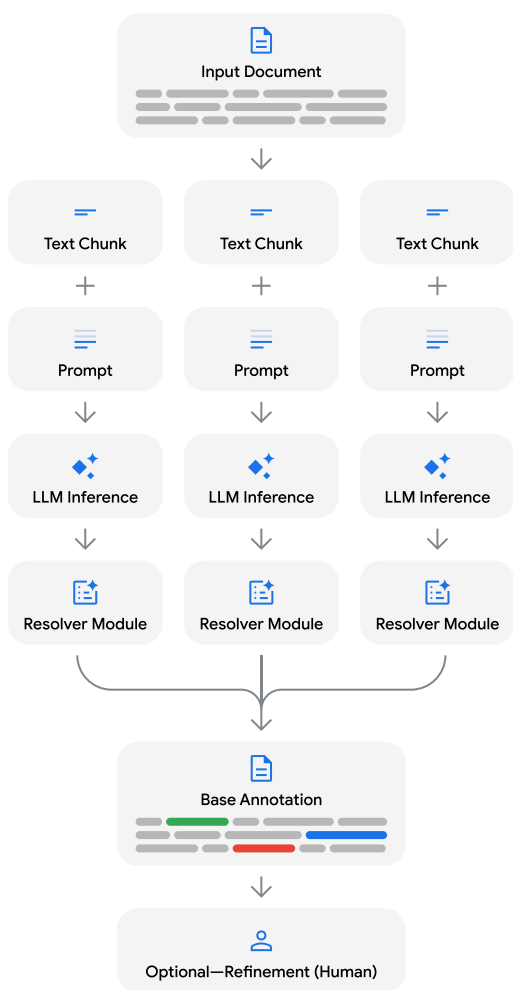 Input Document
Text Chunk
Text Chunk
Text Chunk
Prompt
Prompt
Prompt
LLM Inference
LLM Inference
LLM Inference
Resolver Module
Resolver Module
Resolver Module
Base Annotation
Optional—Refinement (Human)